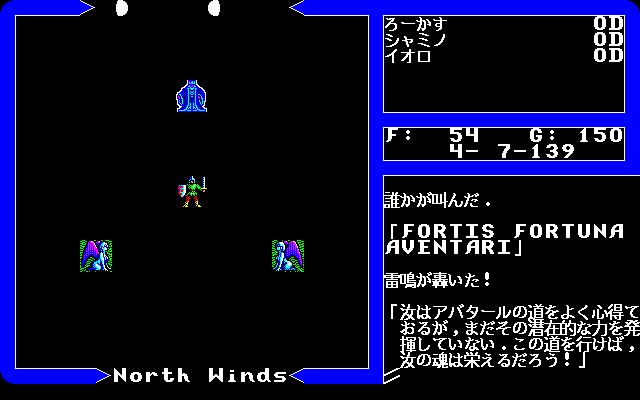 ろーかす 0D
シャミノ 0D
イオロ 0D
F: 54 G: 150
4- 7-139
誰かが叫んだ.
「FORTIS FORTUNA
AVENTARI」
雷鳴が轟いた!
「汝はアバタールの道をよく心得て
おるが,まだその潜在的な力を発
揮していない.この道を行けば,
汝の魂は栄えるだろう!」
North Winds